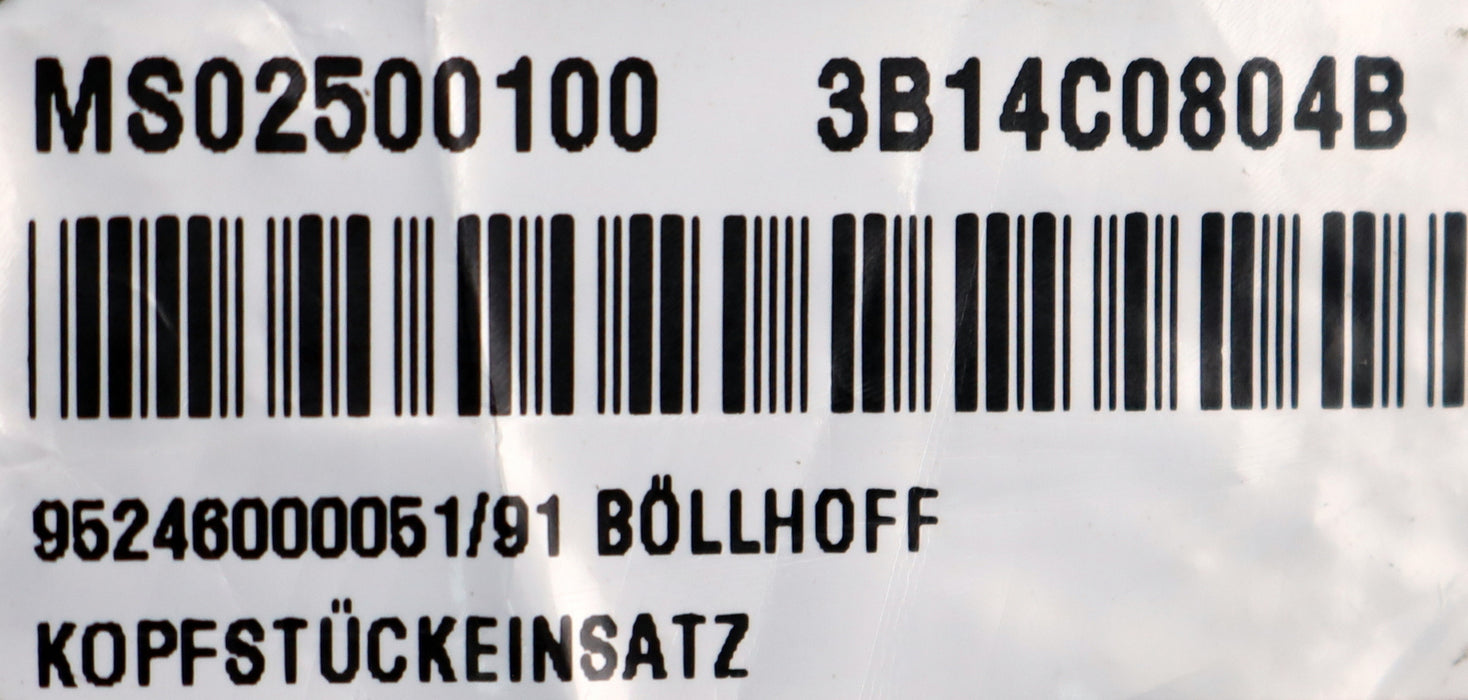 MS02500100 3B14C0804B
95246000051/91 BÖLLHOFF
KOPFSTÜCKEINSATZ